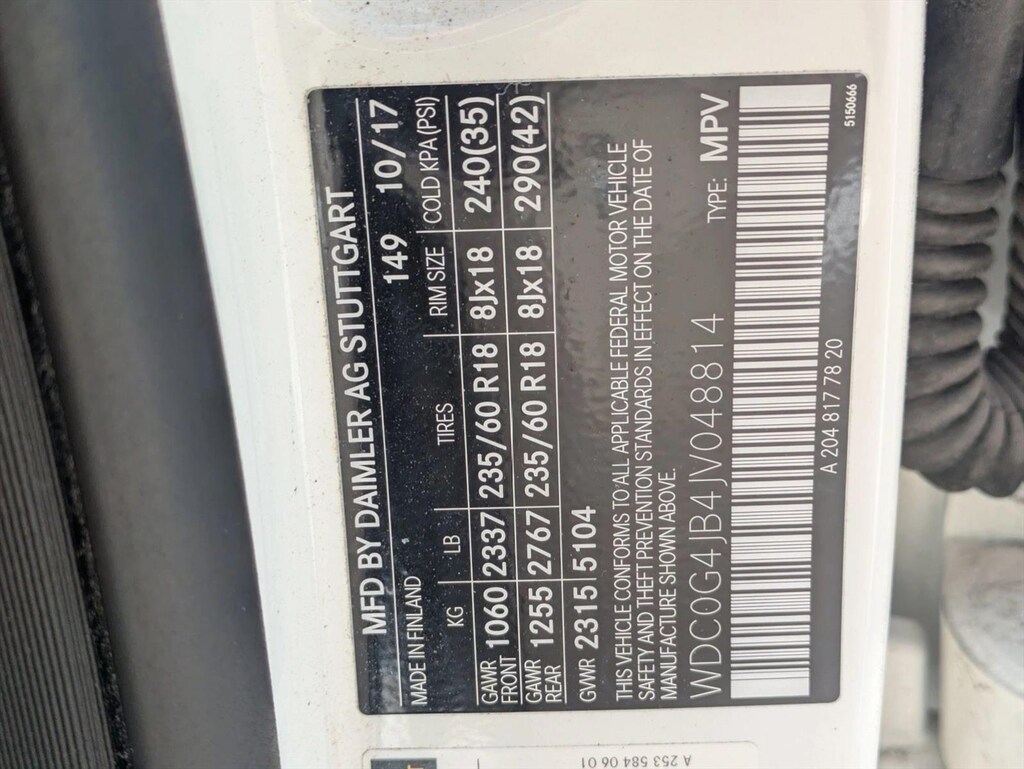 MFD BY DAIMLER AG STUTTGART
MADE IN FINLAND 149 10/17
KG LB TIRES RIM SIZE COLD KPA (PSI)
GAWR FRONT 1060 2337 235/60 R18 8Jx18 240(35)
GAWR REAR 1255 2767 235/60 R18 8Jx18 290(42)
GVWR 2315 5104
THIS VEHICLE CONFORMS TO ALL APPLICABLE FEDERAL MOTOR VEHICLE
SAFETY AND THEFT PREVENTION STANDARDS IN EFFECT ON THE DATE OF
MANUFACTURE SHOWN ABOVE.
WDC0G4JB4JV048814 TYPE: MPV
A 204 817 78 20
5150666
A 253 584 06 01